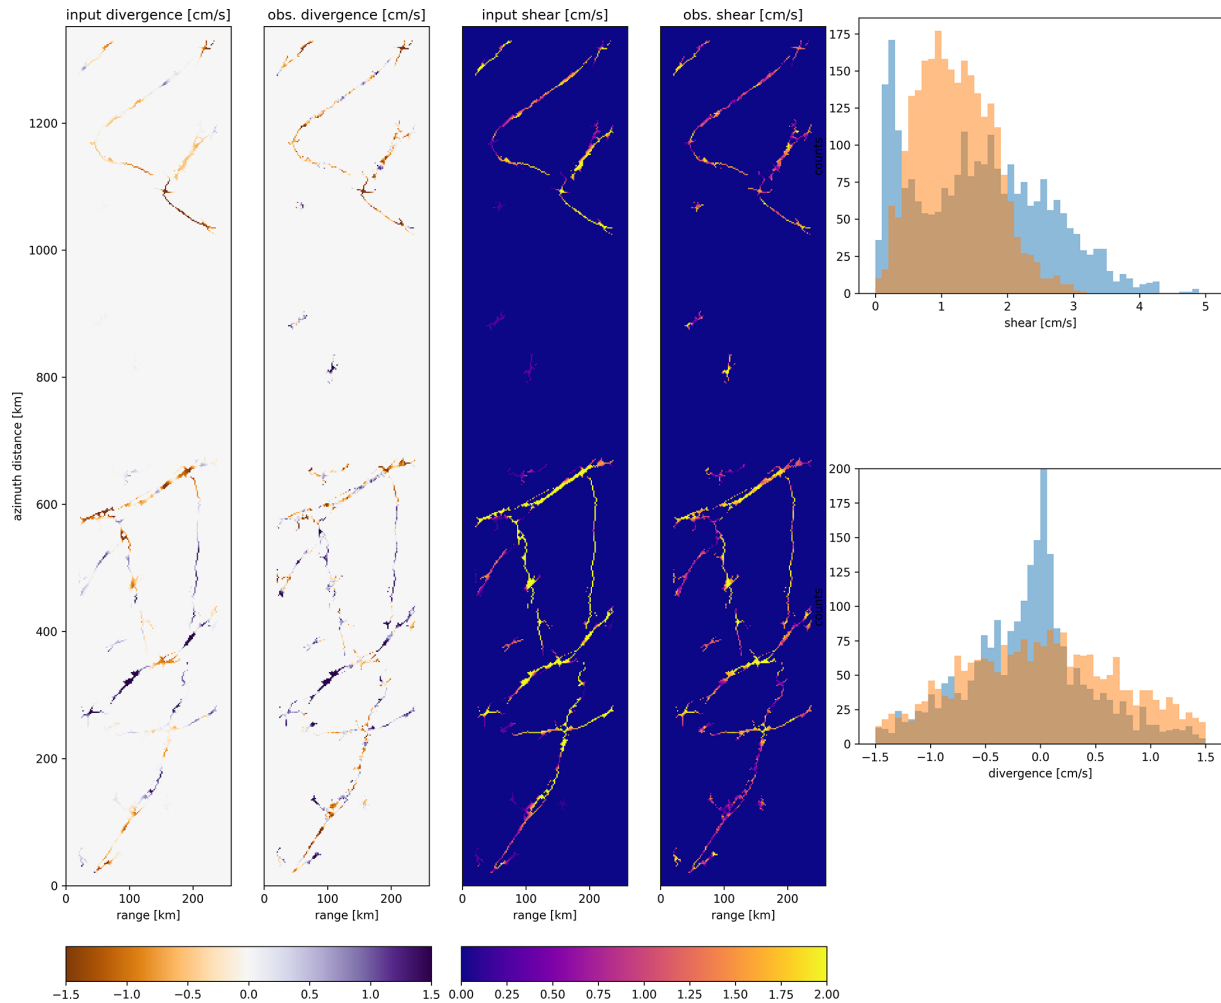 input divergence [cm/s]
obs. divergence [cm/s]
input shear [cm/s]
obs. shear [cm/s]
azimuth distance [km]
1200
1000
800
600
400
200
0
0 100 200
range [km]
0 100 200
range [km]
0 100 200
range [km]
0 100 200
range [km]
−1.5 −1.0 −0.5 0.0 0.5 1.0 1.5
0.00 0.25 0.50 0.75 1.00 1.25 1.50 1.75 2.00
counts
175
150
125
100
75
50
25
0
0 1 2 3 4 5
shear [cm/s]
counts
200
175
150
125
100
75
50
25
0
−1.5 −1.0 −0.5 0.0 0.5 1.0 1.5
divergence [cm/s]